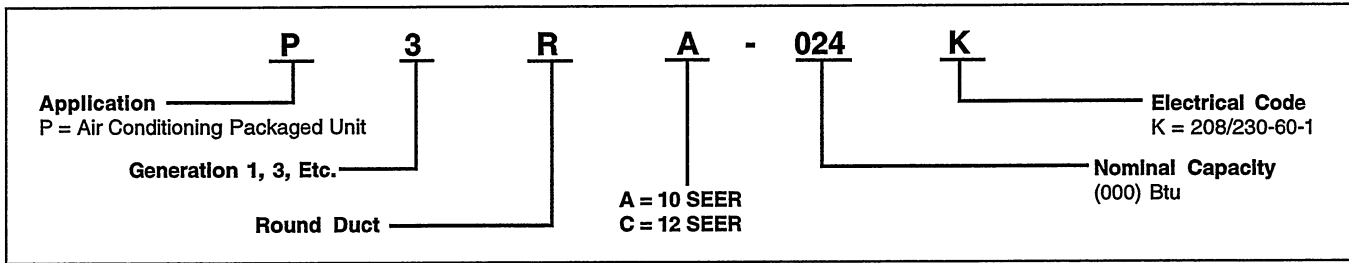 P 3 R A - 024 K
Application
P = Air Conditioning Packaged Unit
Generation 1, 3, Etc.
Round Duct
A = 10 SEER
C = 12 SEER
Electrical Code
K = 208/230-60-1
Nominal Capacity
(000) Btu